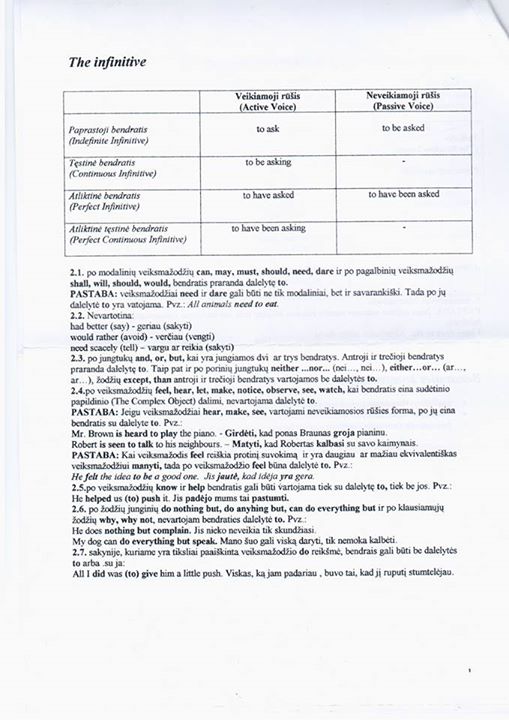 The infinitive
Veikiamoji rūšis
(Active Voice)
Neveikiamoji rūšis
(Passive Voice)
Paprastoji bendratis
(Indefinite Infinitive)
to ask
to be asked
Tęstinė bendratis
(Continuous Infinitive)
to be asking
-
Atliktinė bendratis
(Perfect Infinitive)
to have asked
to have been asked
Atliktinė tęstinė bendratis
(Perfect Continuous Infinitive)
to have been asking
-
2.1. po modalinių veiksmažodžių can, may, must, should, need, dare ir po pagalbinių veiksmažodžių
shall, will, should, would, bendratis praranda dalelytę to.
PASTABA: veiksmažodžiai need ir dare gali būti ne tik modaliniai, bet ir savarankiški. Tada po jų
dalelytė to yra vatojama. Pvz.: All animals need to eat.
2.2. Nevartotina:
had better (say) - geriau (sakyti)
would rather (avoid) - verčiau (vengti)
need scacely (tell) – vargu ar reikia (sakyti)
2.3. po jungtukų and, or, but, kai yra jungiamos dvi ar trys bendratys. Antroji ir trečioji bendratys
praranda dalelytę to. Taip pat ir po porinių jungtukų neither ...nor... (nei…, nei…), either…or… (ar…,
ar…), žodžių except, than antroji ir trečioji bendratis vartojamos be dalelytės to.
2.4.po veiksmažodžių feel, hear, let, make, notice, observe, see, watch, kai bendratis eina sudėtinio
papildinio (The Complex Object) dalimi, nevartojama dalelytė to.
PASTABA: Jeigu veiksmažodžiai hear, make, see, vartojami neveikiamosios rūšies forma, po jų eina
bendratis su dalelyte to. Pvz.:
Mr. Brown is heard to play the piano. - Girdėti, kad ponas Braunas groja pianinu.
Robert is seen to talk to his neighbours. – Matyti, kad Robertas kalbasi su savo kaimynais.
PASTABA: Kai veiksmažodis feel reiškia protinį suvokimą ir yra daugiau ar mažiau ekvivalentiškas
veiksmažodžiui manyti, tada po veiksmažodžio feel būna dalelytė to. Pvz.:
He felt the idea to be a good one. Jis jautė, kad idėja yra gera.
2.5.po veiksmažodžių know ir help bendratis gali būti vartojama tiek su dalelytę to, tiek be jos. Pvz.:
He helped us (to) push it. Jis padėjo mums tai pastumti.
2.6. po žodžių junginių do nothing but, do anything but, can do everything but ir po klausiamųjų
žodžių why, why not, nevartojam bendraties dalelytė to. Pvz.:
He does nothing but complain. Jis nieko neveikia tik skundžiasi.
My dog can do everything but speak. Mano šuo gali viską daryti, tik nemoka kalbėti.
2.7. sakynije, kuriame yra tiksliai paaiškinta veiksmažodžio do reikšmė, bendrais gali būti be dalelytės
to arba .su ja:
All I did was (to) give him a little push. Viskas, ką jam padariau , buvo tai, kad jį ruputį stumtelėjau.
1